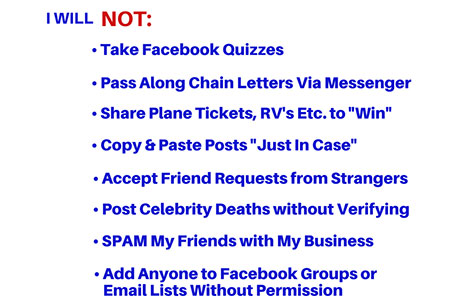 I WILL NOT:
• Take Facebook Quizzes
• Pass Along Chain Letters Via Messenger
• Share Plane Tickets, RV's Etc. to "Win"
• Copy & Paste Posts "Just In Case"
• Accept Friend Requests from Strangers
• Post Celebrity Deaths without Verifying
• SPAM My Friends with My Business
• Add Anyone to Facebook Groups or
Email Lists Without Permission